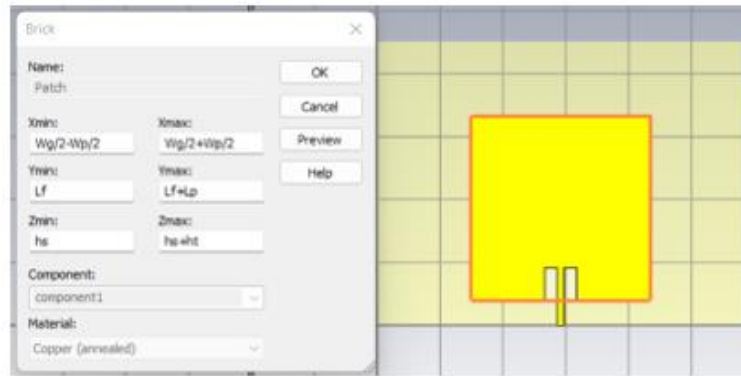 Brick
Name:
OK
Patch
Cancel
Xmin:
Xmax:
Wg/2-Wp/2
Wg/2+Wp/2
Preview
Ymin:
Ymax:
Help
Lf
Lf+Lp
Zmin:
Zmax:
hs
hs+ht
Component:
component1
Material:
Copper (annealed)